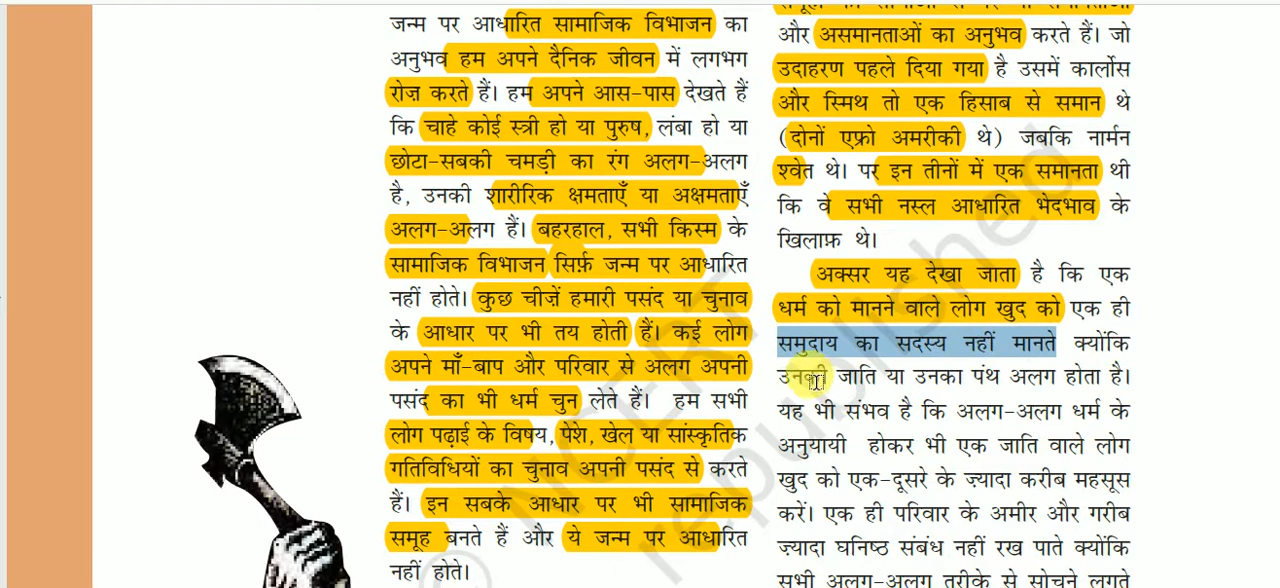 जन्म पर आधारित सामाजिक विभाजन का
अनुभव हम अपने दैनिक जीवन में लगभग
रोज करते हैं। हम अपने आस-पास देखते हैं
कि चाहे कोई स्त्री हो या पुरुष, लंबा हो या
छोटा-सबकी चमड़ी का रंग अलग-अलग
है, उनकी शारीरिक क्षमताएँ या अक्षमताएँ
अलग-अलग हैं। बहरहाल, सभी किस्म के
सामाजिक विभाजन सिर्फ़ जन्म पर आधारित
नहीं होते। कुछ चीज़ें हमारी पसंद या चुनाव
के आधार पर भी तय होती हैं। कई लोग
अपने माँ-बाप और परिवार से अलग अपनी
पसंद का भी धर्म चुन लेते हैं। हम सभी
लोग पढ़ाई के विषय, पेशे, खेल या सांस्कृतिक
गतिविधियों का चुनाव अपनी पसंद से करते
हैं। इन सबके आधार पर भी सामाजिक
समूह बनते हैं और ये जन्म पर आधारित
नहीं होते।
और असमानताओं का अनुभव करते हैं। जो
उदाहरण पहले दिया गया है उसमें कार्लोस
और स्मिथ तो एक हिसाब से समान थे
(दोनों एफ्रो अमरीकी थे) जबकि नार्मन
श्वेत थे। पर इन तीनों में एक समानता थी
कि वे सभी नस्ल आधारित भेदभाव के
खिलाफ़ थे।
अक्सर यह देखा जाता है कि एक
धर्म को मानने वाले लोग खुद को एक ही
समुदाय का सदस्य नहीं मानते क्योंकि
उनकी जाति या उनका पंथ अलग होता है।
यह भी संभव है कि अलग-अलग धर्म के
अनुयायी होकर भी एक जाति वाले लोग
खुद को एक-दूसरे के ज्यादा करीब महसूस
करें। एक ही परिवार के अमीर और गरीब
ज्यादा घनिष्ठ संबंध नहीं रख पाते क्योंकि
सभी अलग-अलग तरीके से सोचने लगते
© NCERT
republished